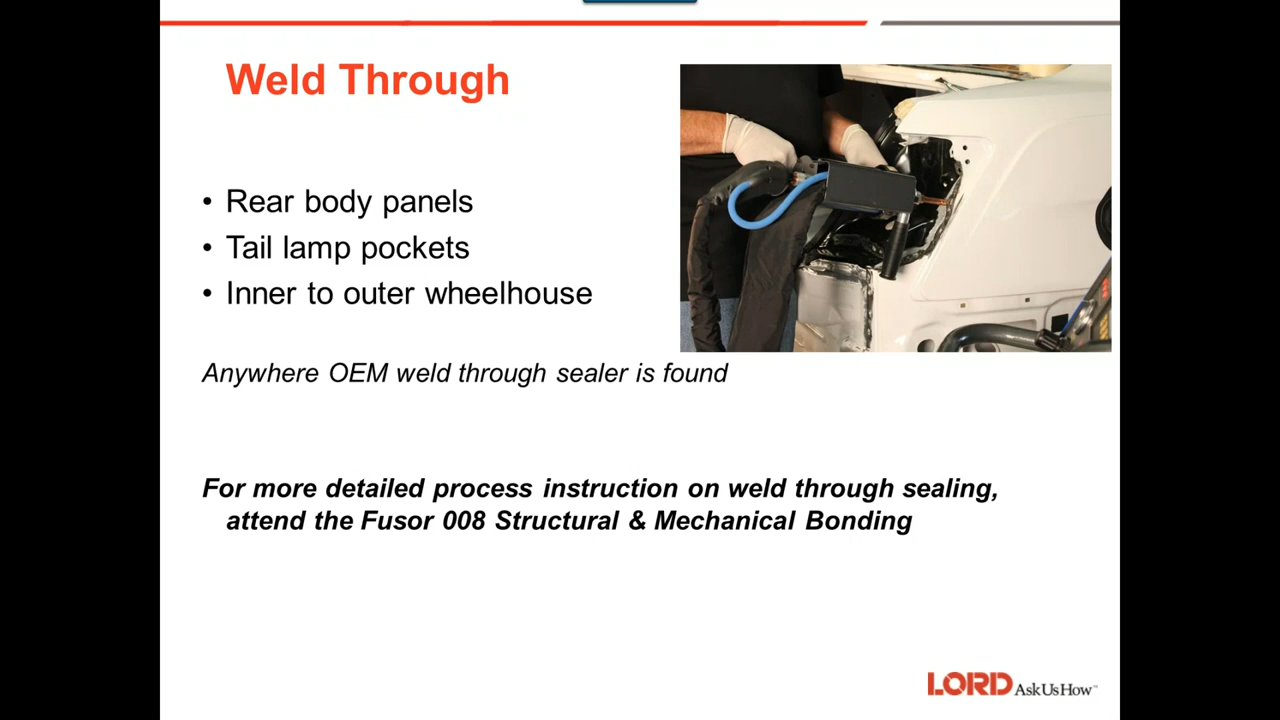 Weld Through
• Rear body panels
• Tail lamp pockets
• Inner to outer wheelhouse
Anywhere OEM weld through sealer is found
For more detailed process instruction on weld through sealing,
attend the Fusor 008 Structural & Mechanical Bonding
LORD AskUsHow™